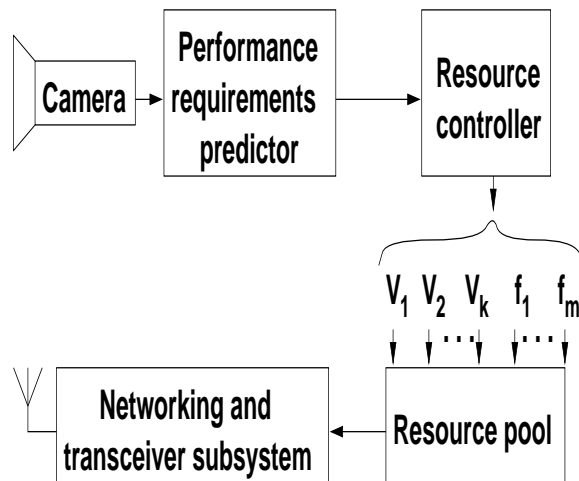 Camera
Performance
requirements
predictor
Resource
controller
V1 V2 Vk f1 fm
... ...
Networking and
transceiver subsystem
Resource pool